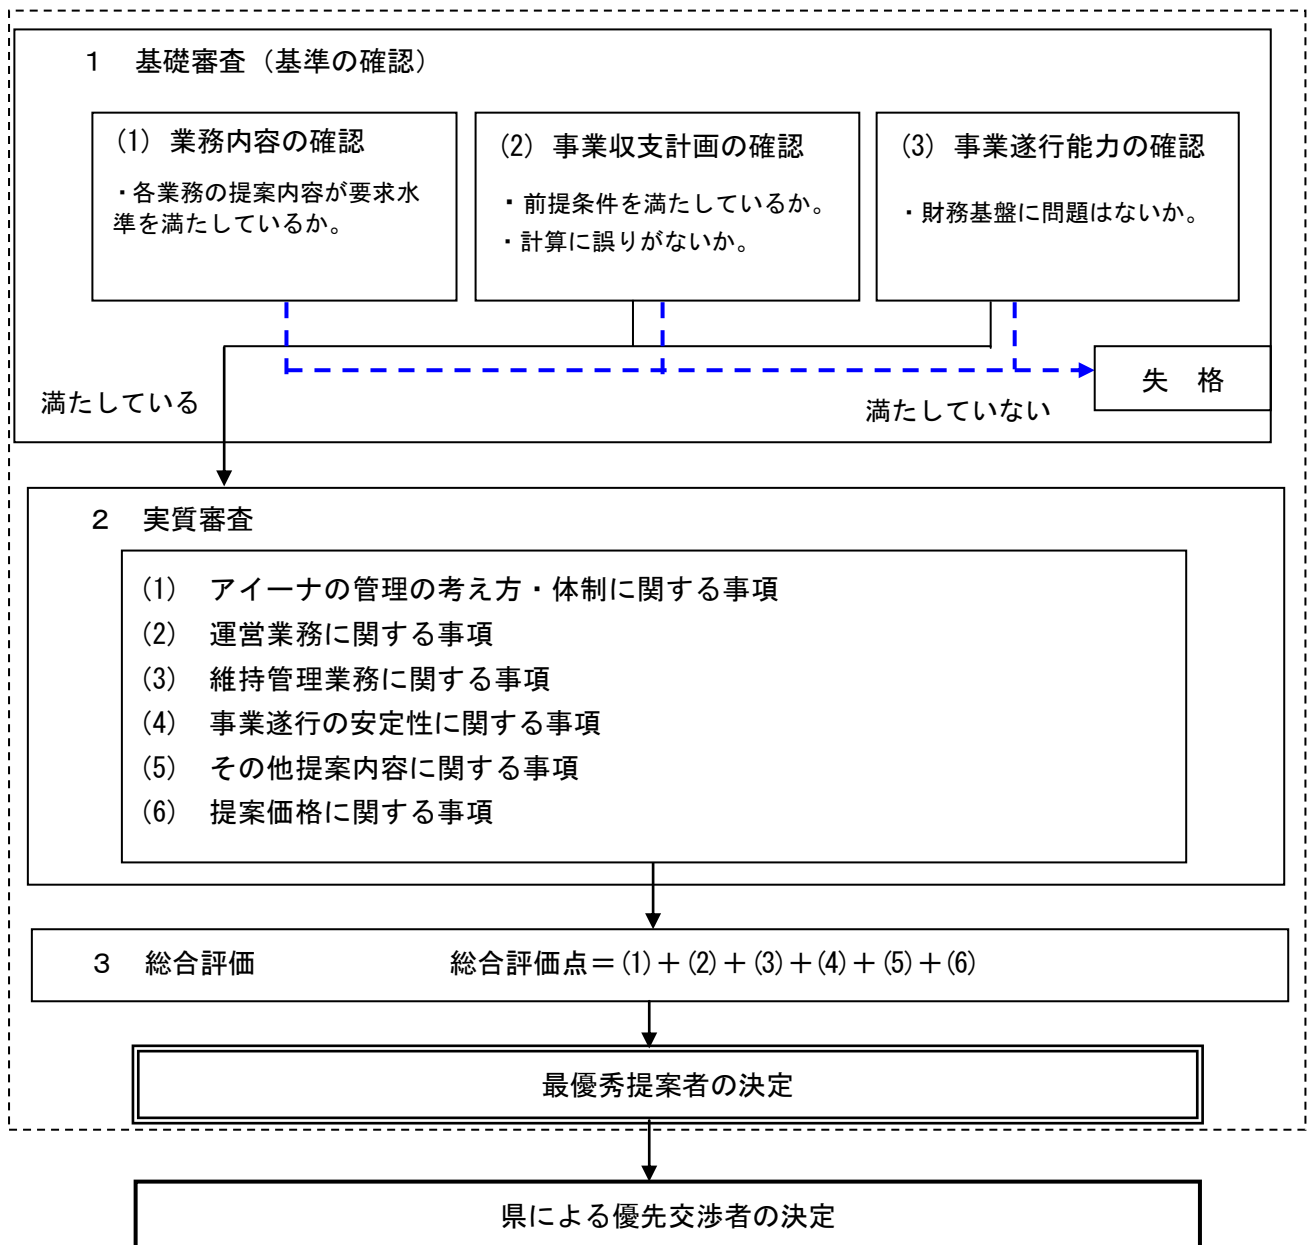 １　基礎審査（基準の確認）
(1) 業務内容の確認
・各業務の提案内容が要求水
準を満たしているか。
(2) 事業収支計画の確認
・前提条件を満たしているか。
・計算に誤りがないか。
(3) 事業遂行能力の確認
・財務基盤に問題はないか。
失　格
満たしている
満たしていない
２　実質審査
(1)　アイーナの管理の考え方・体制に関する事項
(2)　運営業務に関する事項
(3)　維持管理業務に関する事項
(4)　事業遂行の安定性に関する事項
(5)　その他提案内容に関する事項
(6)　提案価格に関する事項
３　総合評価　　　総合評価点＝(1)＋(2)＋(3)＋(4)＋(5)＋(6)
最優秀提案者の決定
県による優先交渉者の決定